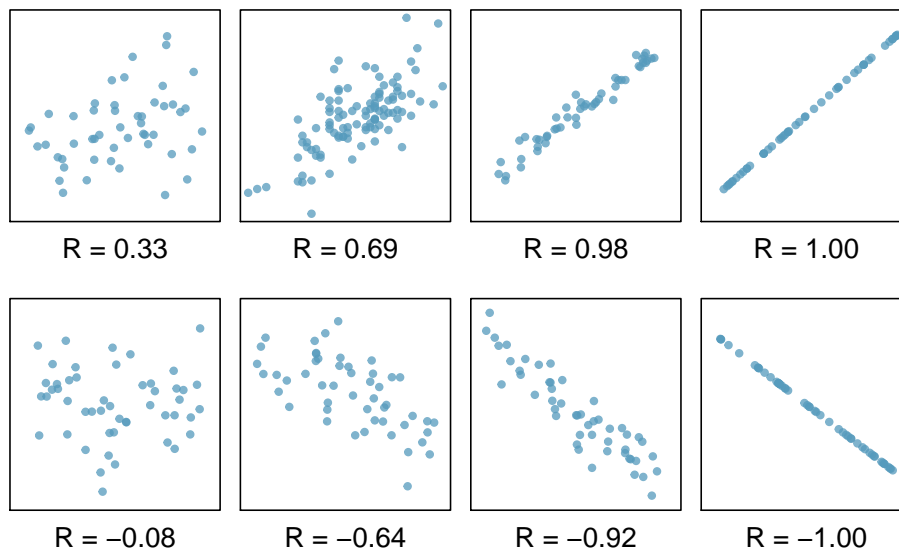 R = 0.33
R = 0.69
R = 0.98
R = 1.00
R = −0.08
R = −0.64
R = −0.92
R = −1.00